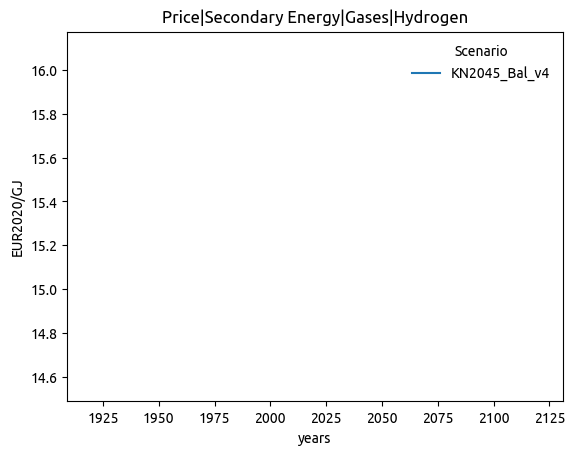 Price|Secondary Energy|Gases|Hydrogen
Scenario
KN2045_Bal_v4
EUR2020/GJ
16.0
15.8
15.6
15.4
15.2
15.0
14.8
14.6
1925 1950 1975 2000 2025 2050 2075 2100 2125
years